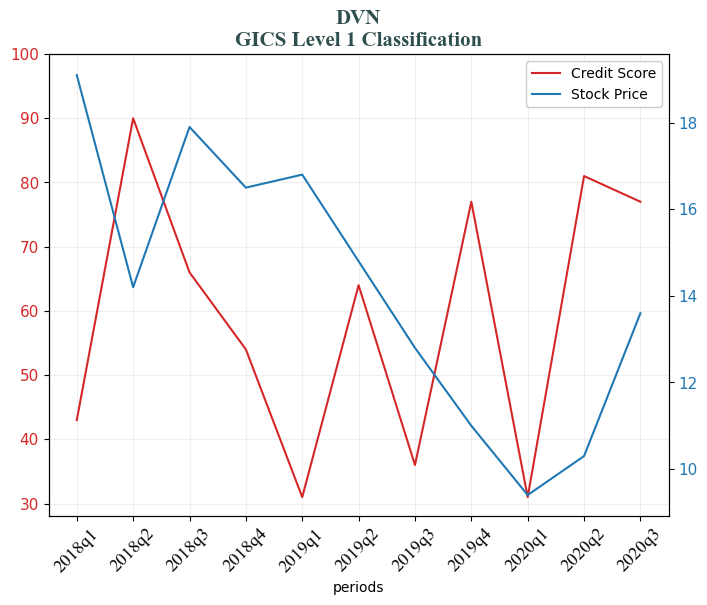 DVN
GICS Level 1 Classification
Credit Score
Stock Price
100
90
80
70
60
50
40
30
18
16
14
12
10
2018q1
2018q2
2018q3
2018q4
2019q1
2019q2
2019q3
2019q4
2020q1
2020q2
2020q3
periods